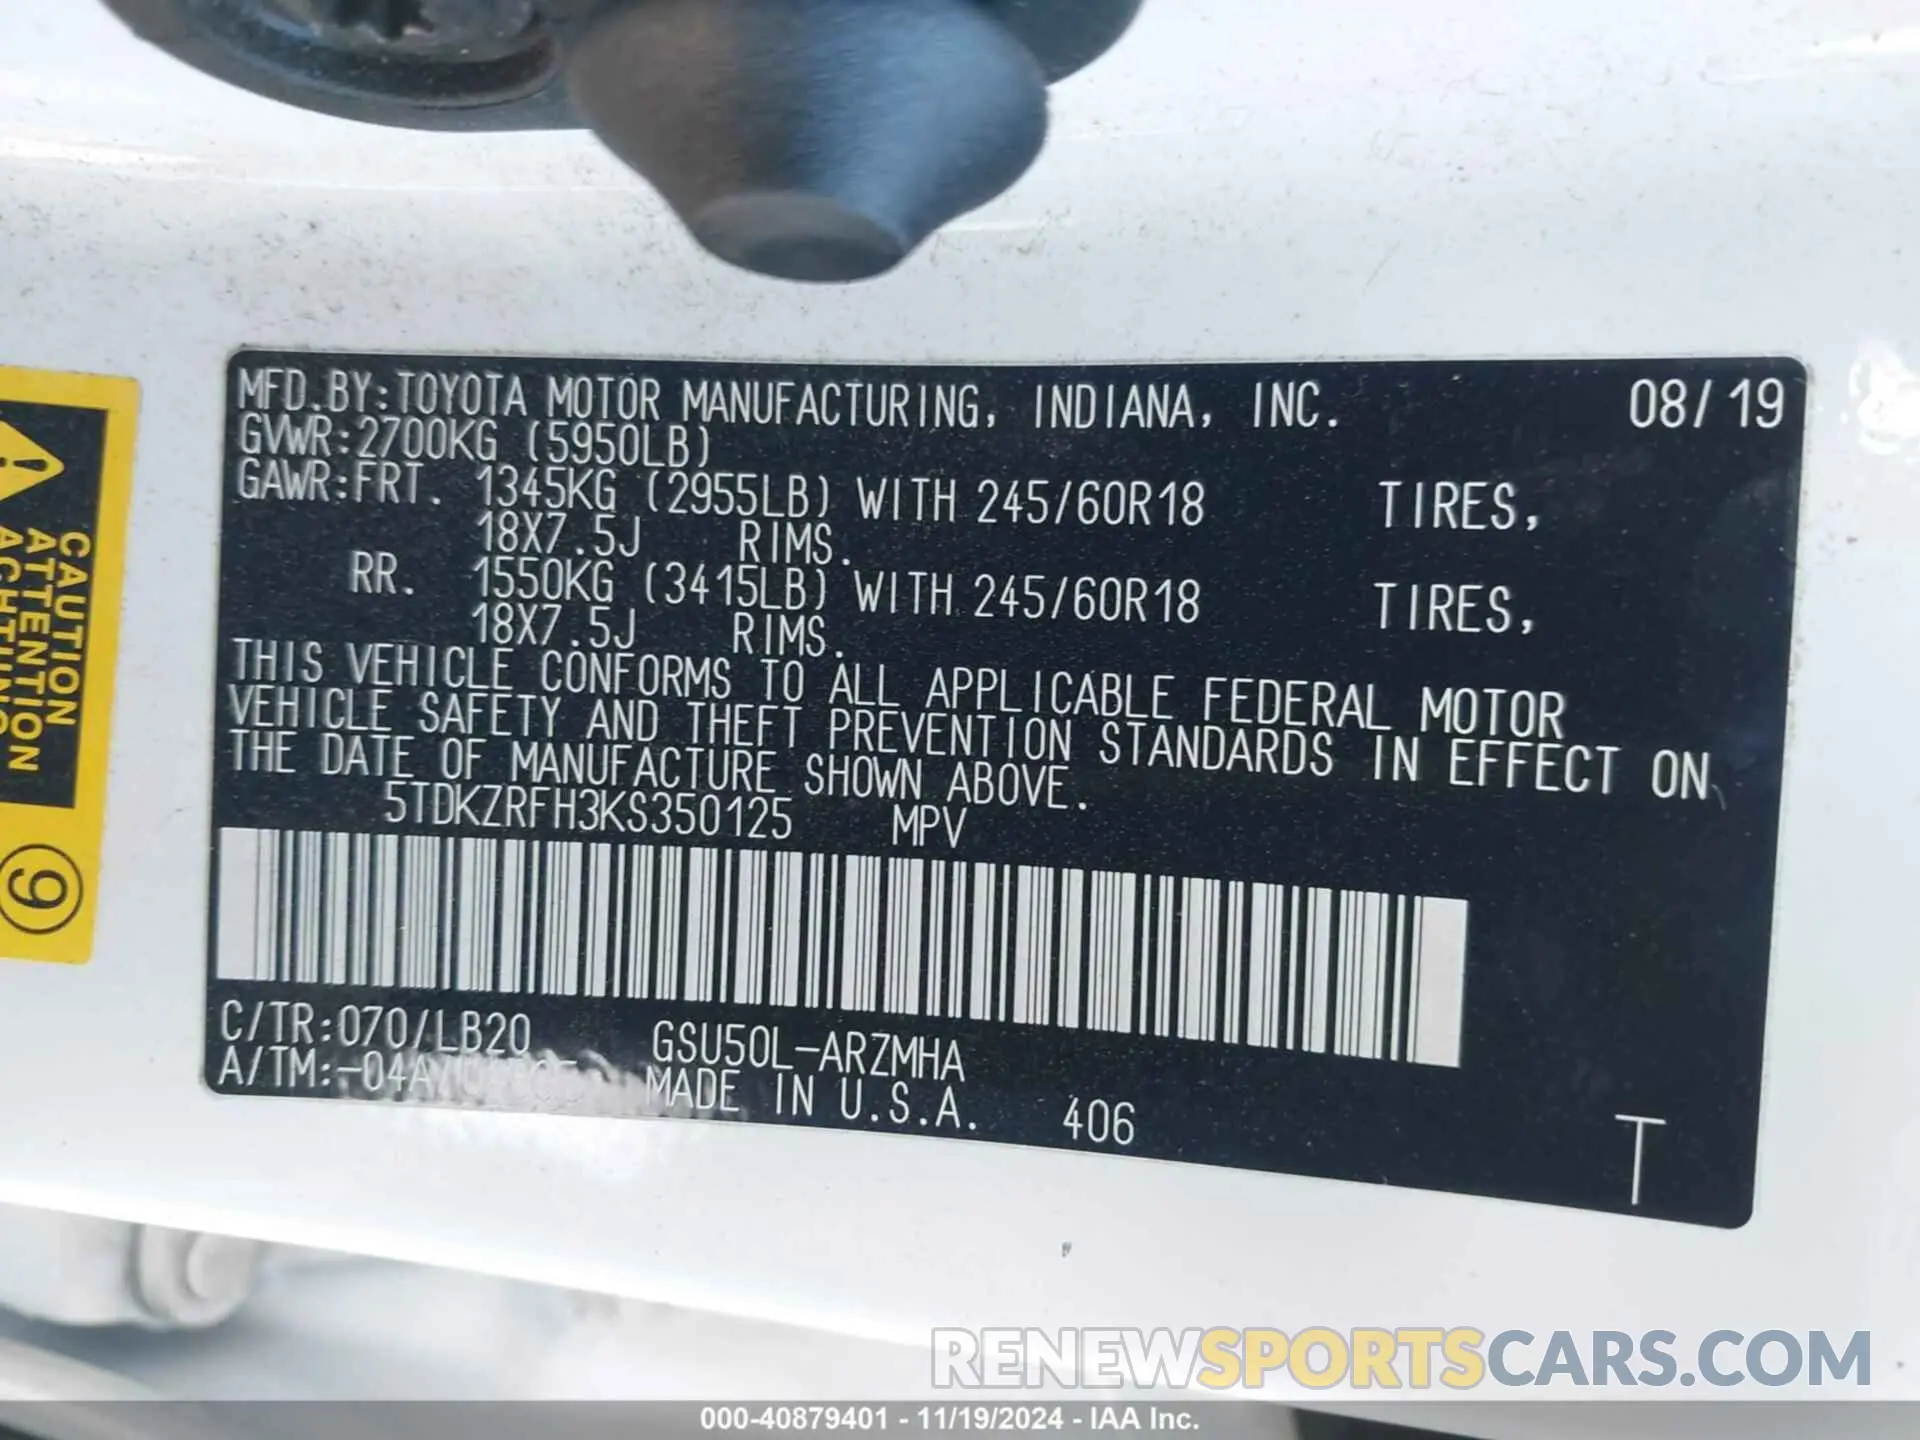 MFD.BY:TOYOTA MOTOR MANUFACTURING, INDIANA, INC. 08/19
GVWR:2700KG (5950LB)
GAWR:FRT. 1345KG (2955LB) WITH 245/60R18 TIRES,
18X7.5J RIMS.
RR. 1550KG (3415LB) WITH 245/60R18 TIRES,
18X7.5J RIMS.
THIS VEHICLE CONFORMS TO ALL APPLICABLE FEDERAL MOTOR
VEHICLE SAFETY AND THEFT PREVENTION STANDARDS IN EFFECT ON
THE DATE OF MANUFACTURE SHOWN ABOVE.
5TDKZRFH3KS350125 MPV
C/TR:070/LB20 GSU50L-ARZMHA
A/TM: MADE IN U.S.A. 406
T
CAUTION
ATTENTION
9
RENEWSPORTSCARS.COM
000-40879401 - 11/19/2024 - IAA Inc.